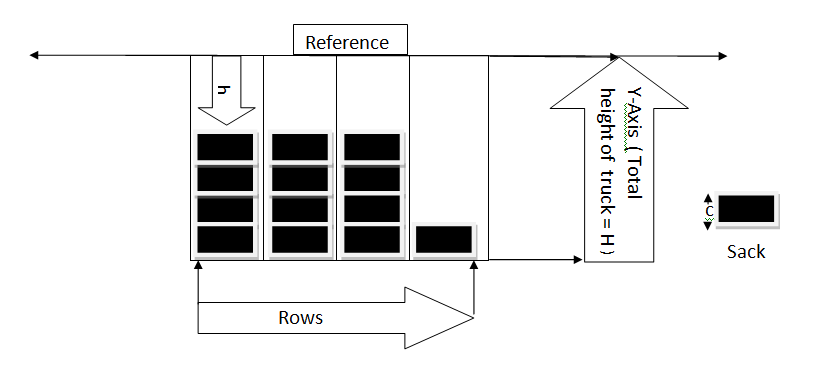 Reference
h
Y-Axis ( Total
height of truck = H )
C
Sack
Rows